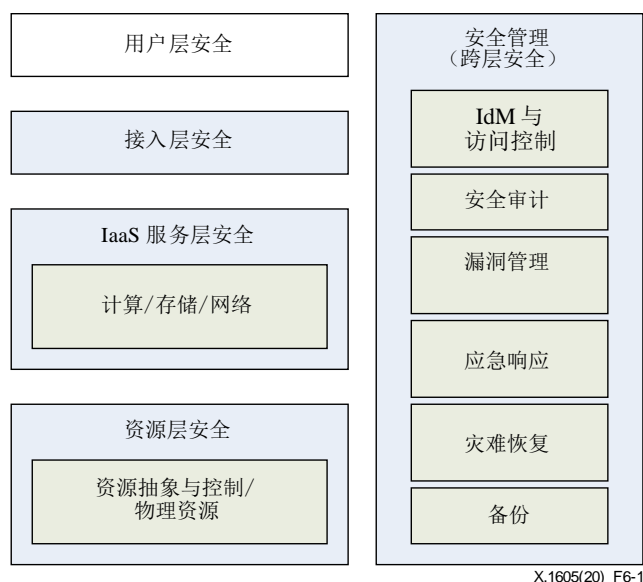 用户层安全
接入层安全
IaaS 服务层安全
计算/存储/网络
资源层安全
资源抽象与控制/
物理资源
安全管理
（跨层安全）
IdM 与
访问控制
安全审计
漏洞管理
应急响应
灾难恢复
备份
X.1605(20)_F6-1